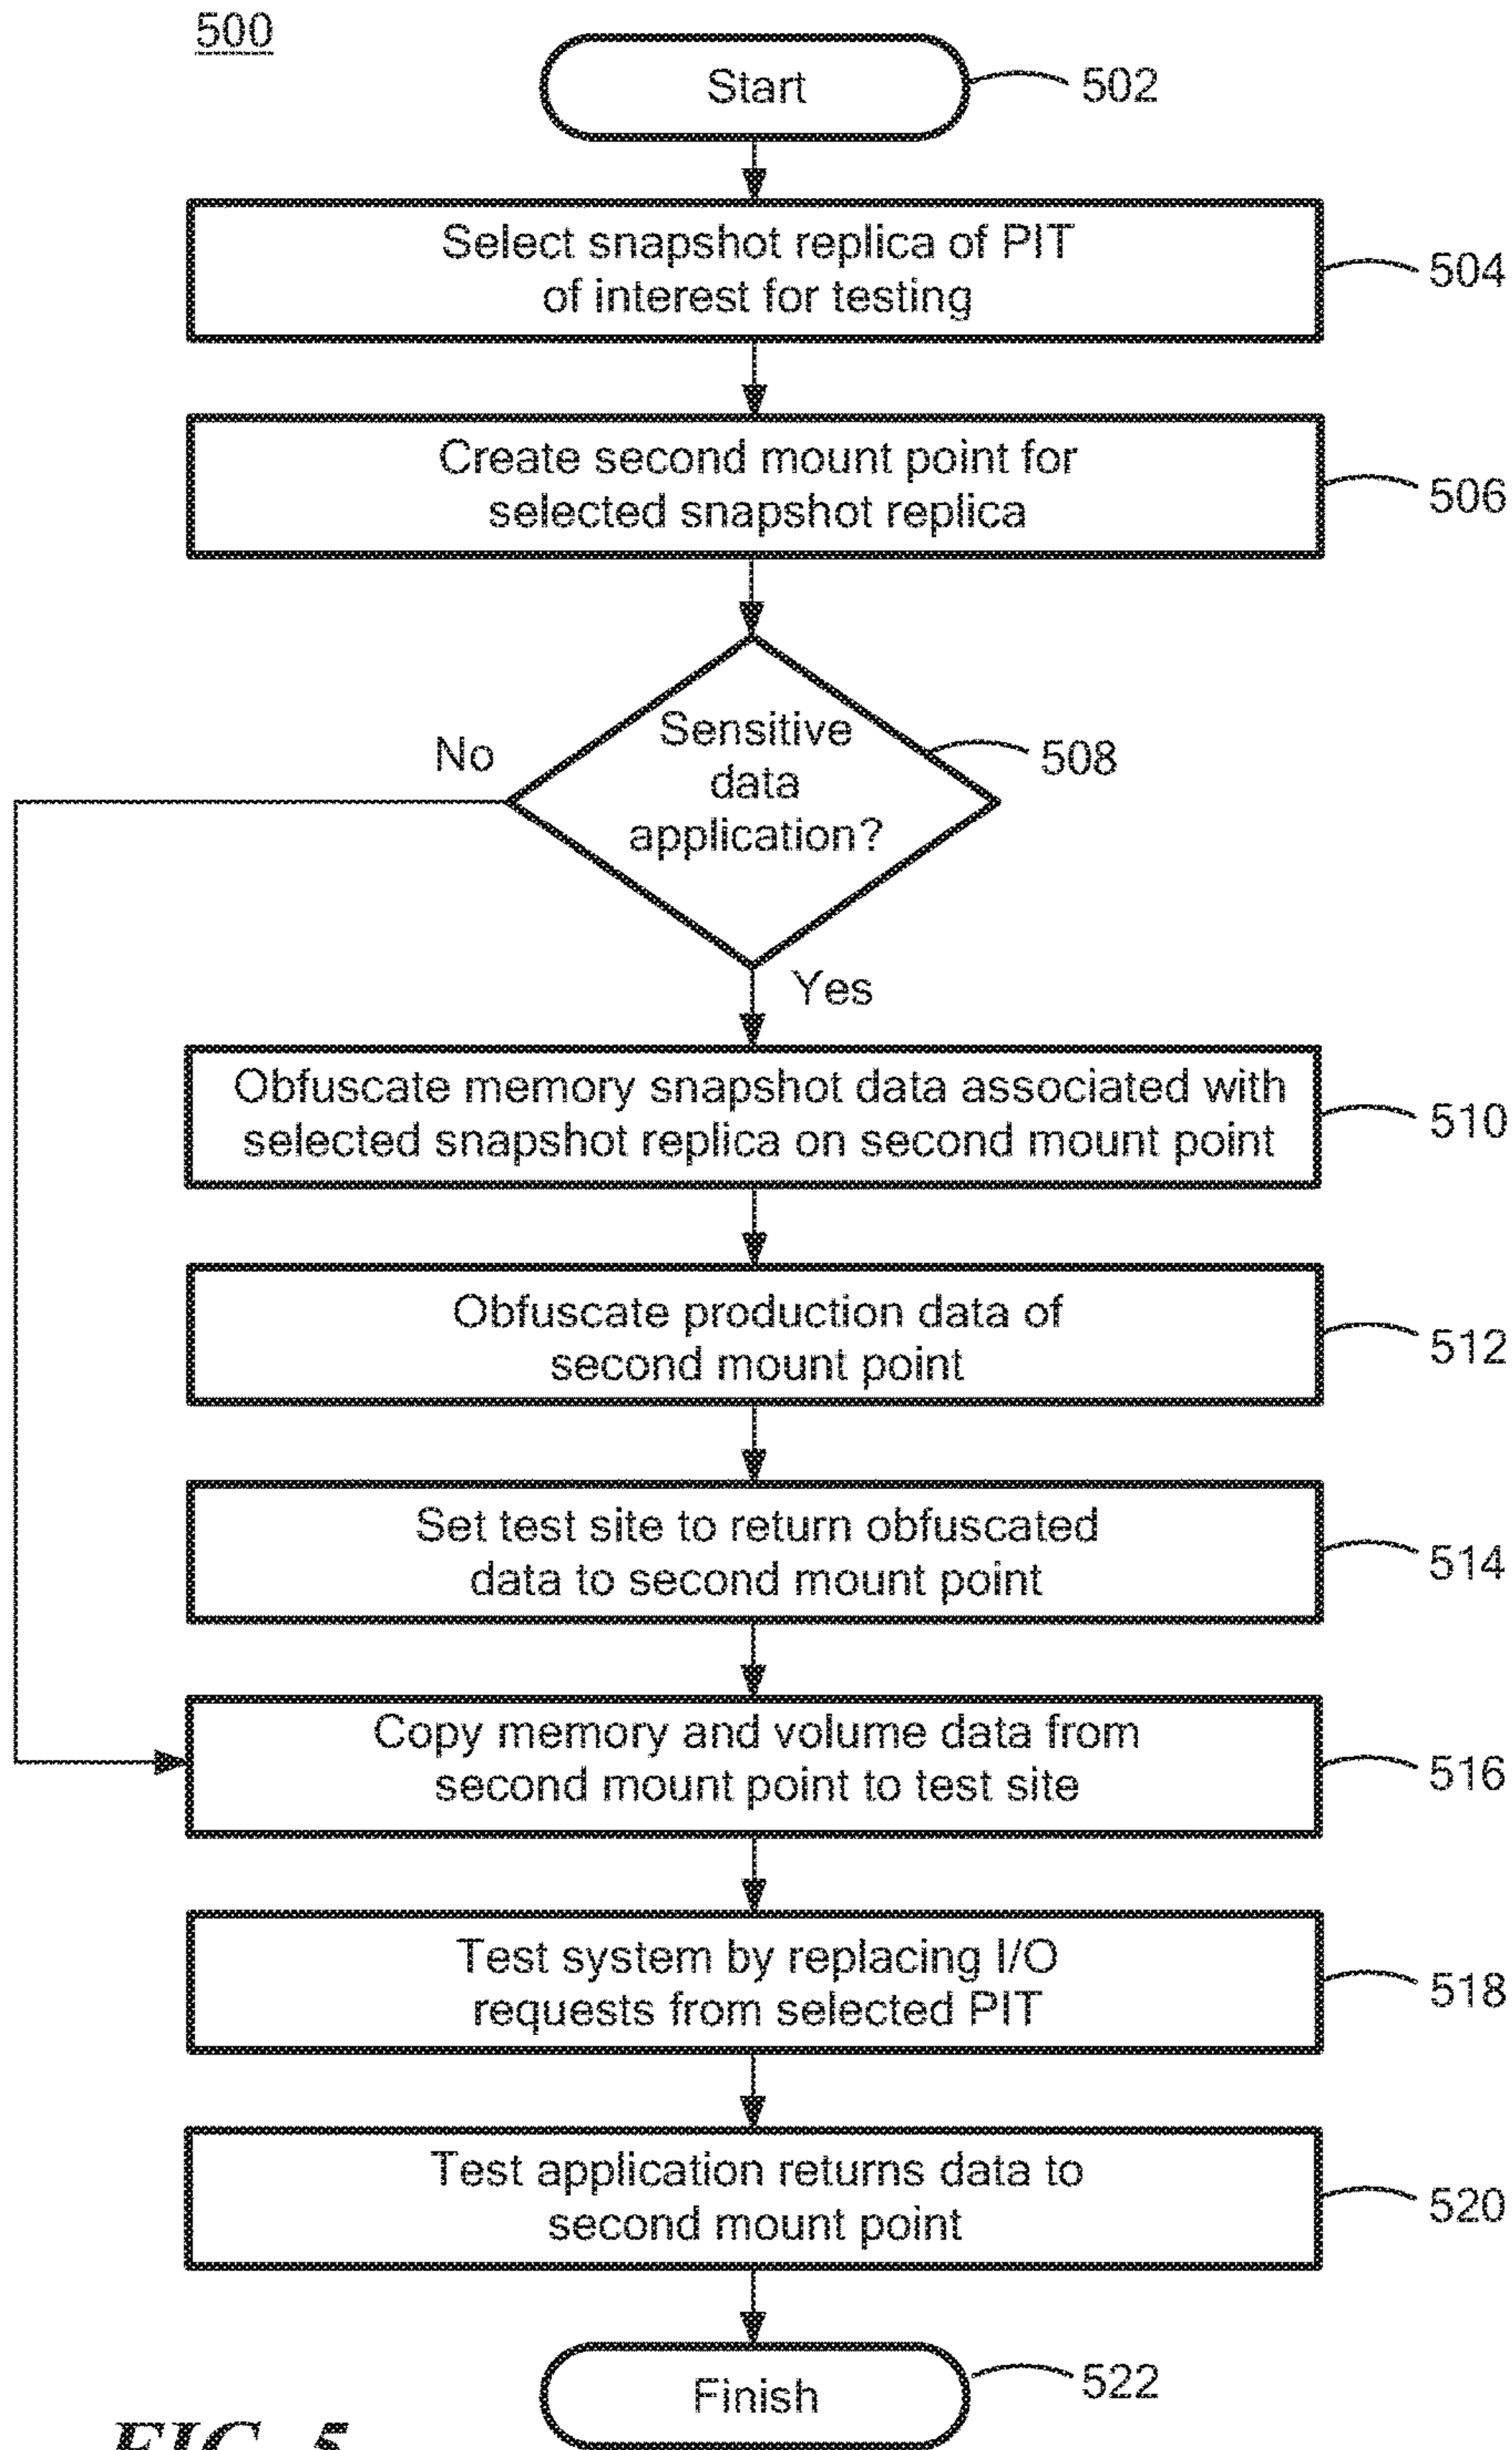 500
Start
502
Select snapshot replica of PIT
of interest for testing
504
Create second mount point for
selected snapshot replica
506
Sensitive
data
application?
508
No
Yes
Obfuscate memory snapshot data associated with
selected snapshot replica on second mount point
510
Obfuscate production data of
second mount point
512
Set test site to return obfuscated
data to second mount point
514
Copy memory and volume data from
second mount point to test site
516
Test system by replacing I/O
requests from selected PIT
518
Test application returns data to
second mount point
520
Finish
522
FIG. 5